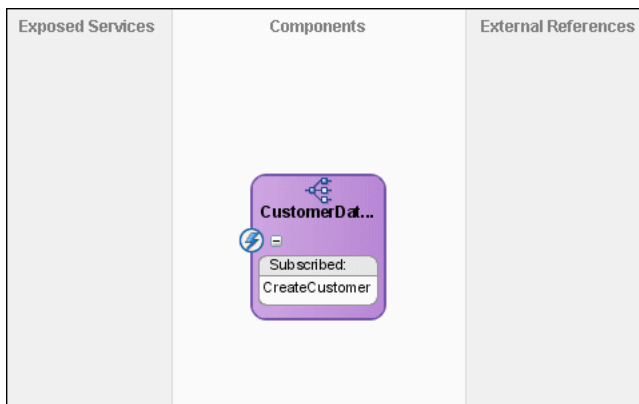 Exposed Services
Components
External References
CustomerDat...
Subscribed:
CreateCustomer